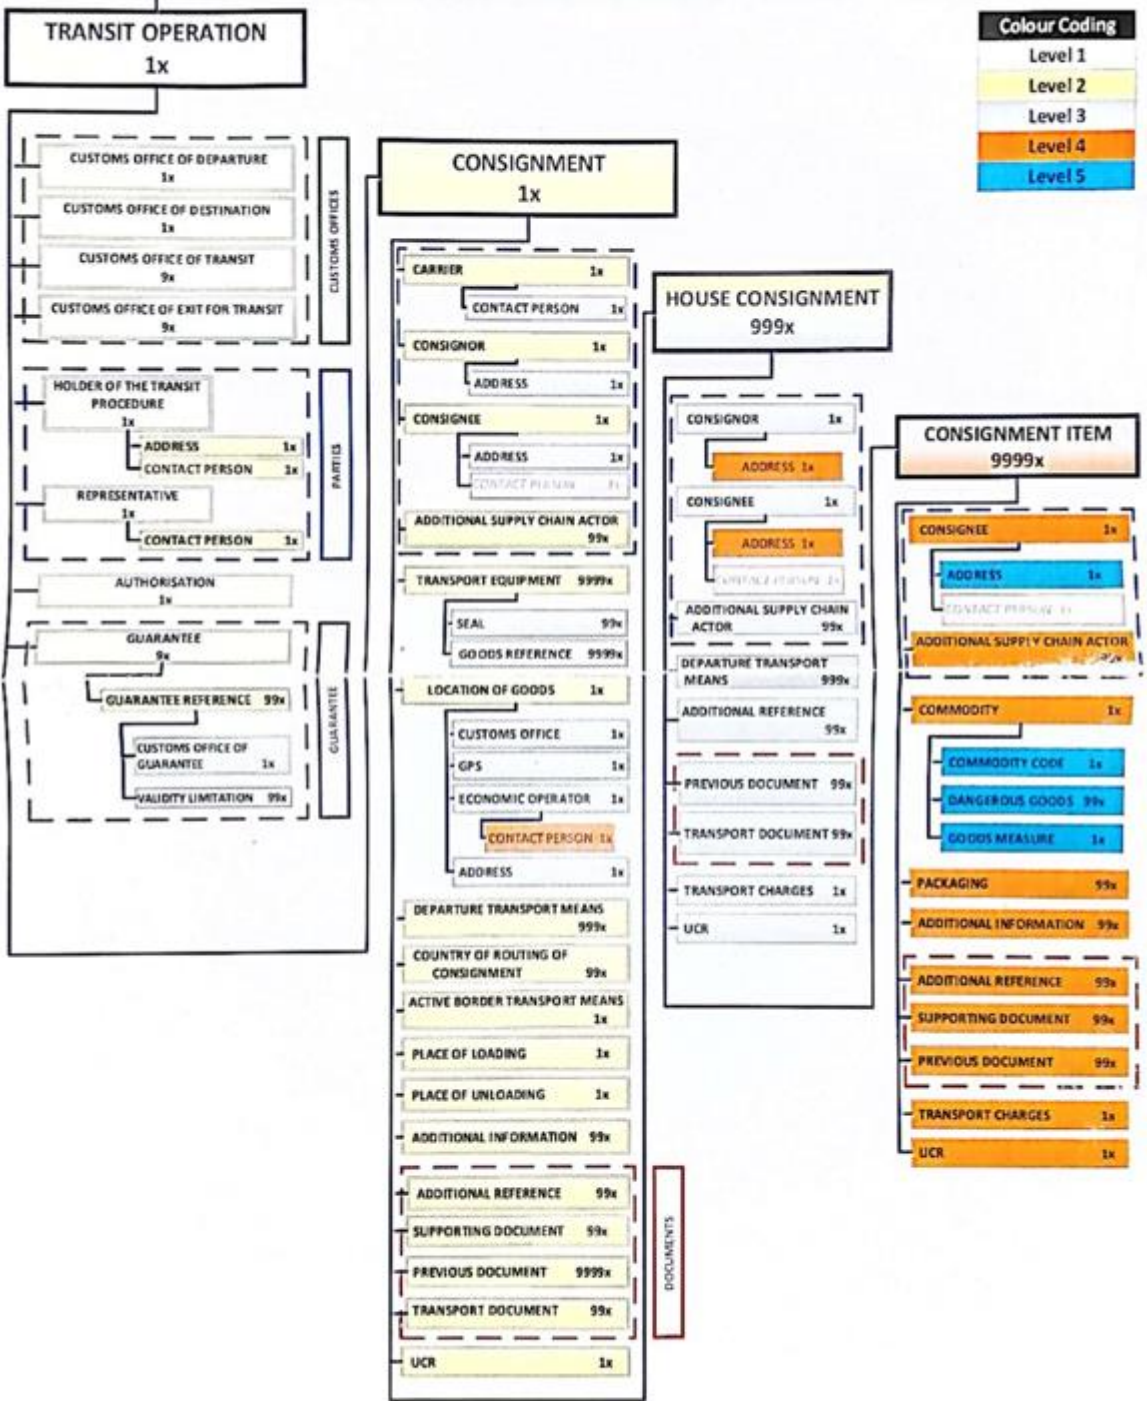 TRANSIT OPERATION
1x
Colour Coding
Level 1
Level 2
Level 3
Level 4
Level 5
CUSTOMS OFFICE OF DEPARTURE
1x
CUSTOMS OFFICE OF DESTINATION
1x
CUSTOMS OFFICE OF TRANSIT
9x
CUSTOMS OFFICE OF EXIT FOR TRANSIT
9x
CUSTOMS OFFICES
HOLDER OF THE TRANSIT
PROCEDURE
1x
ADDRESS 1x
CONTACT PERSON 1x
REPRESENTATIVE
1x
CONTACT PERSON 1x
PARTIES
AUTHORISATION
1x
GUARANTEE
9x
GUARANTEE REFERENCE 99x
CUSTOMS OFFICE OF
GUARANTEE 1x
VALIDITY LIMITATION 99x
GUARANTEE
CONSIGNMENT
1x
CARRIER 1x
CONTACT PERSON 1x
CONSIGNOR 1x
ADDRESS 1x
CONSIGNEE 1x
ADDRESS 1x
CONTACT PERSON 1x
ADDITIONAL SUPPLY CHAIN ACTOR
99x
TRANSPORT EQUIPMENT 9999x
SEAL 99x
GOODS REFERENCE 9999x
LOCATION OF GOODS 1x
CUSTOMS OFFICE 1x
GPS 1x
ECONOMIC OPERATOR 1x
CONTACT PERSON 1x
ADDRESS 1x
DEPARTURE TRANSPORT MEANS
999x
COUNTRY OF ROUTING OF
CONSIGNMENT 99x
ACTIVE BORDER TRANSPORT MEANS
1x
PLACE OF LOADING 1x
PLACE OF UNLOADING 1x
ADDITIONAL INFORMATION 99x
ADDITIONAL REFERENCE 99x
SUPPORTING DOCUMENT 99x
PREVIOUS DOCUMENT 9999x
TRANSPORT DOCUMENT 99x
DOCUMENTS
UCR 1x
HOUSE CONSIGNMENT
999x
CONSIGNOR 1x
ADDRESS 1x
CONSIGNEE 1x
ADDRESS 1x
CONTACT PERSON 1x
ADDITIONAL SUPPLY CHAIN
ACTOR 99x
DEPARTURE TRANSPORT
MEANS 999x
ADDITIONAL REFERENCE
99x
PREVIOUS DOCUMENT 99x
TRANSPORT DOCUMENT 99x
TRANSPORT CHARGES 1x
UCR 1x
CONSIGNMENT ITEM
9999x
CONSIGNEE 1x
ADDRESS 1x
CONTACT PERSON
ADDITIONAL SUPPLY CHAIN ACTOR
COMMODITY 1x
COMMODITY CODE 1x
DANGEROUS GOODS 99x
GOODS MEASURE 1x
PACKAGING 99x
ADDITIONAL INFORMATION 99x
ADDITIONAL REFERENCE 99x
SUPPORTING DOCUMENT 99x
PREVIOUS DOCUMENT 99x
TRANSPORT CHARGES 1x
UCR 1x